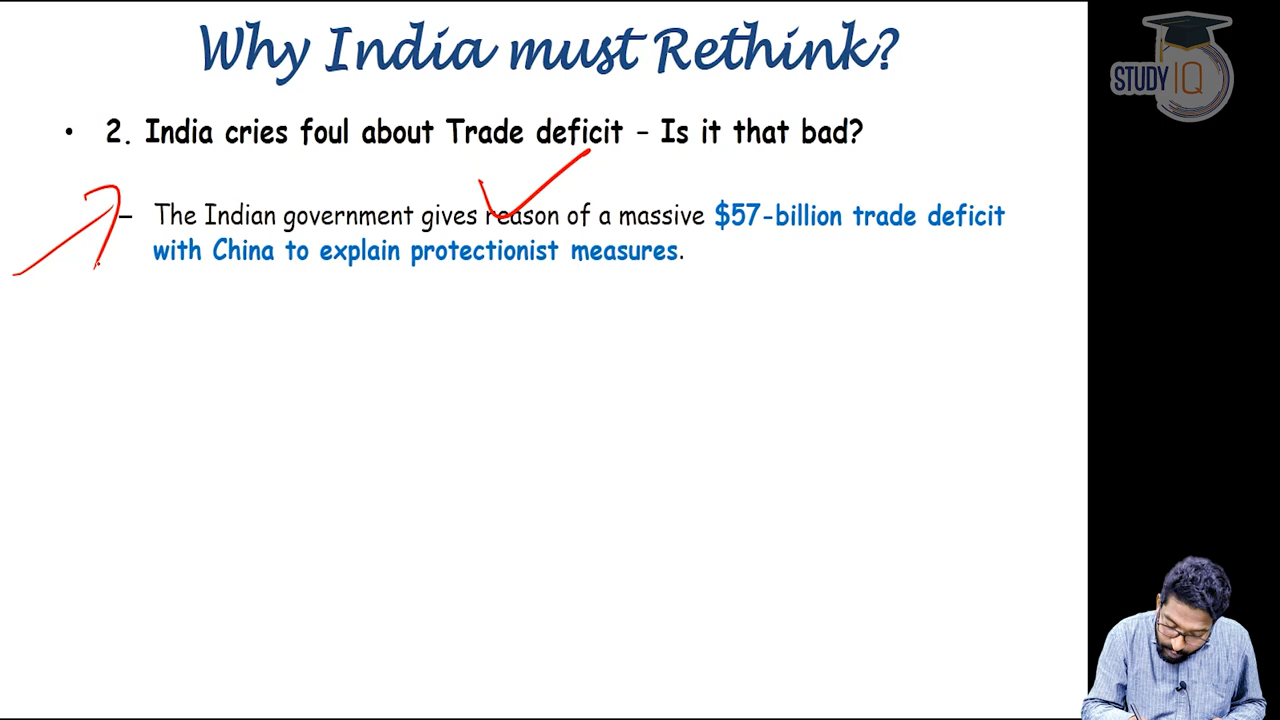 Why India must Rethink?
STUDY IQ
• 2. India cries foul about Trade deficit – Is it that bad?
– The Indian government gives reason of a massive $57-billion trade deficit
with China to explain protectionist measures.